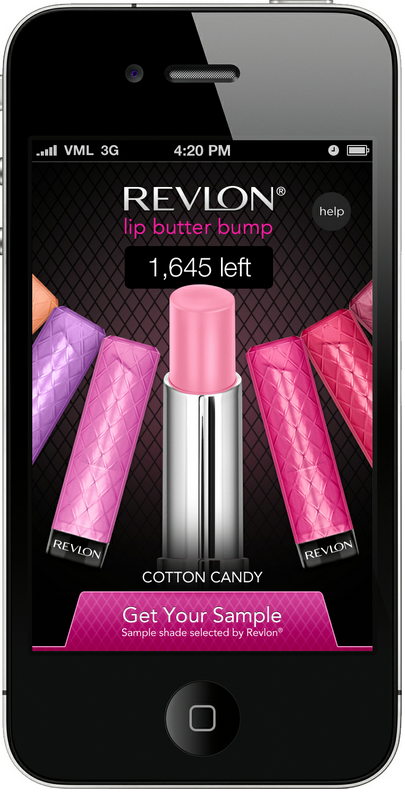 VML 3G 4:20 PM
REVLON®
lip butter bump
help
1,645 left
REVLON
REVLON
COTTON CANDY
Get Your Sample
Sample shade selected by Revlon®